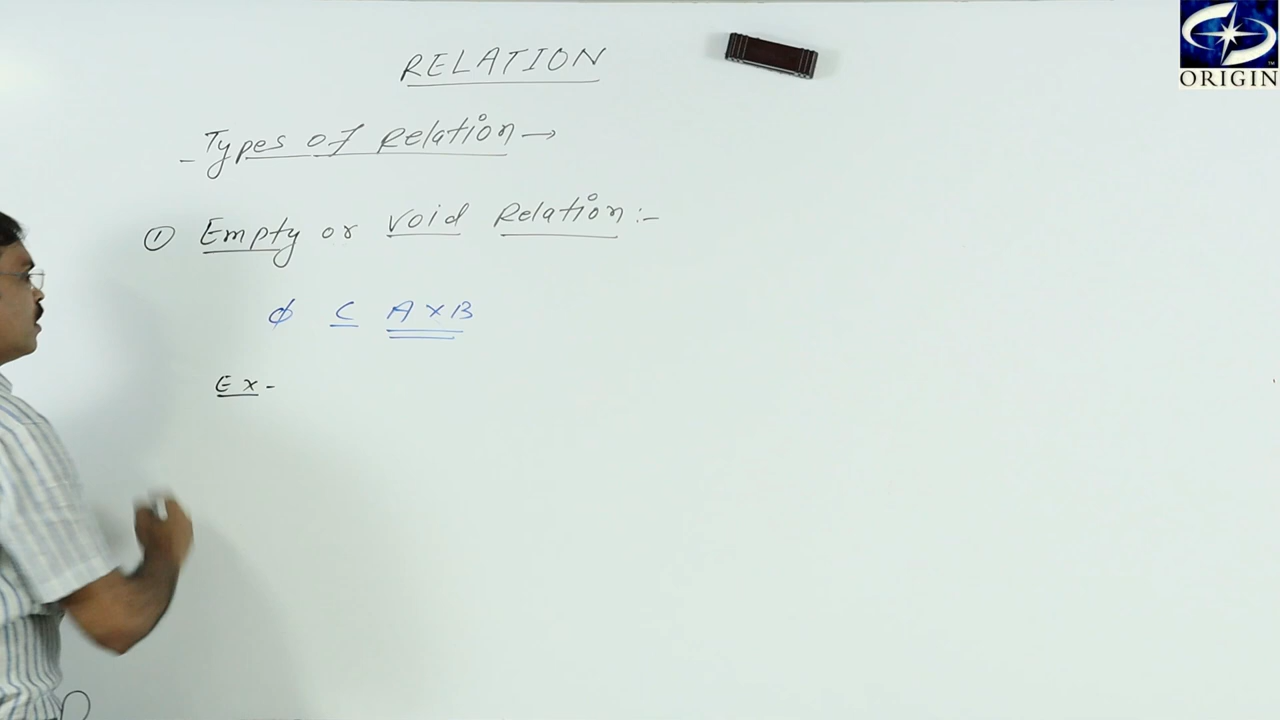 RELATION
ORIGIN
- Types of Relation →
① Empty or void Relation :-
ϕ ⊆ A × B
Ex -